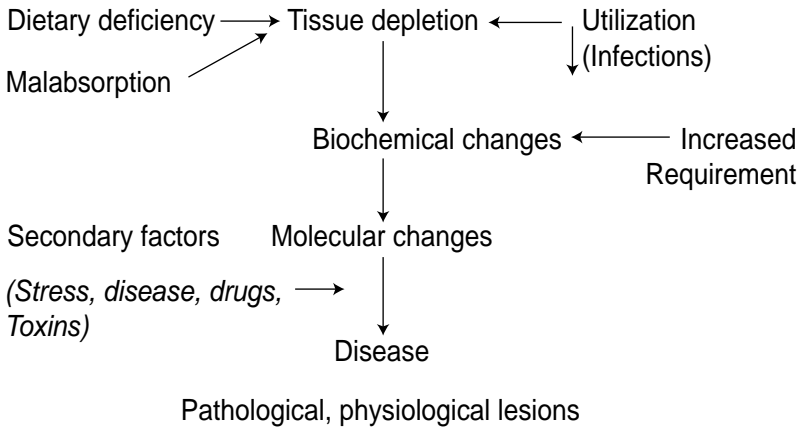 Dietary deficiency
Tissue depletion
Utilization
(Infections)
Malabsorption
Biochemical changes
Increased
Requirement
Secondary factors
Molecular changes
(Stress, disease, drugs,
Toxins)
Disease
Pathological, physiological lesions